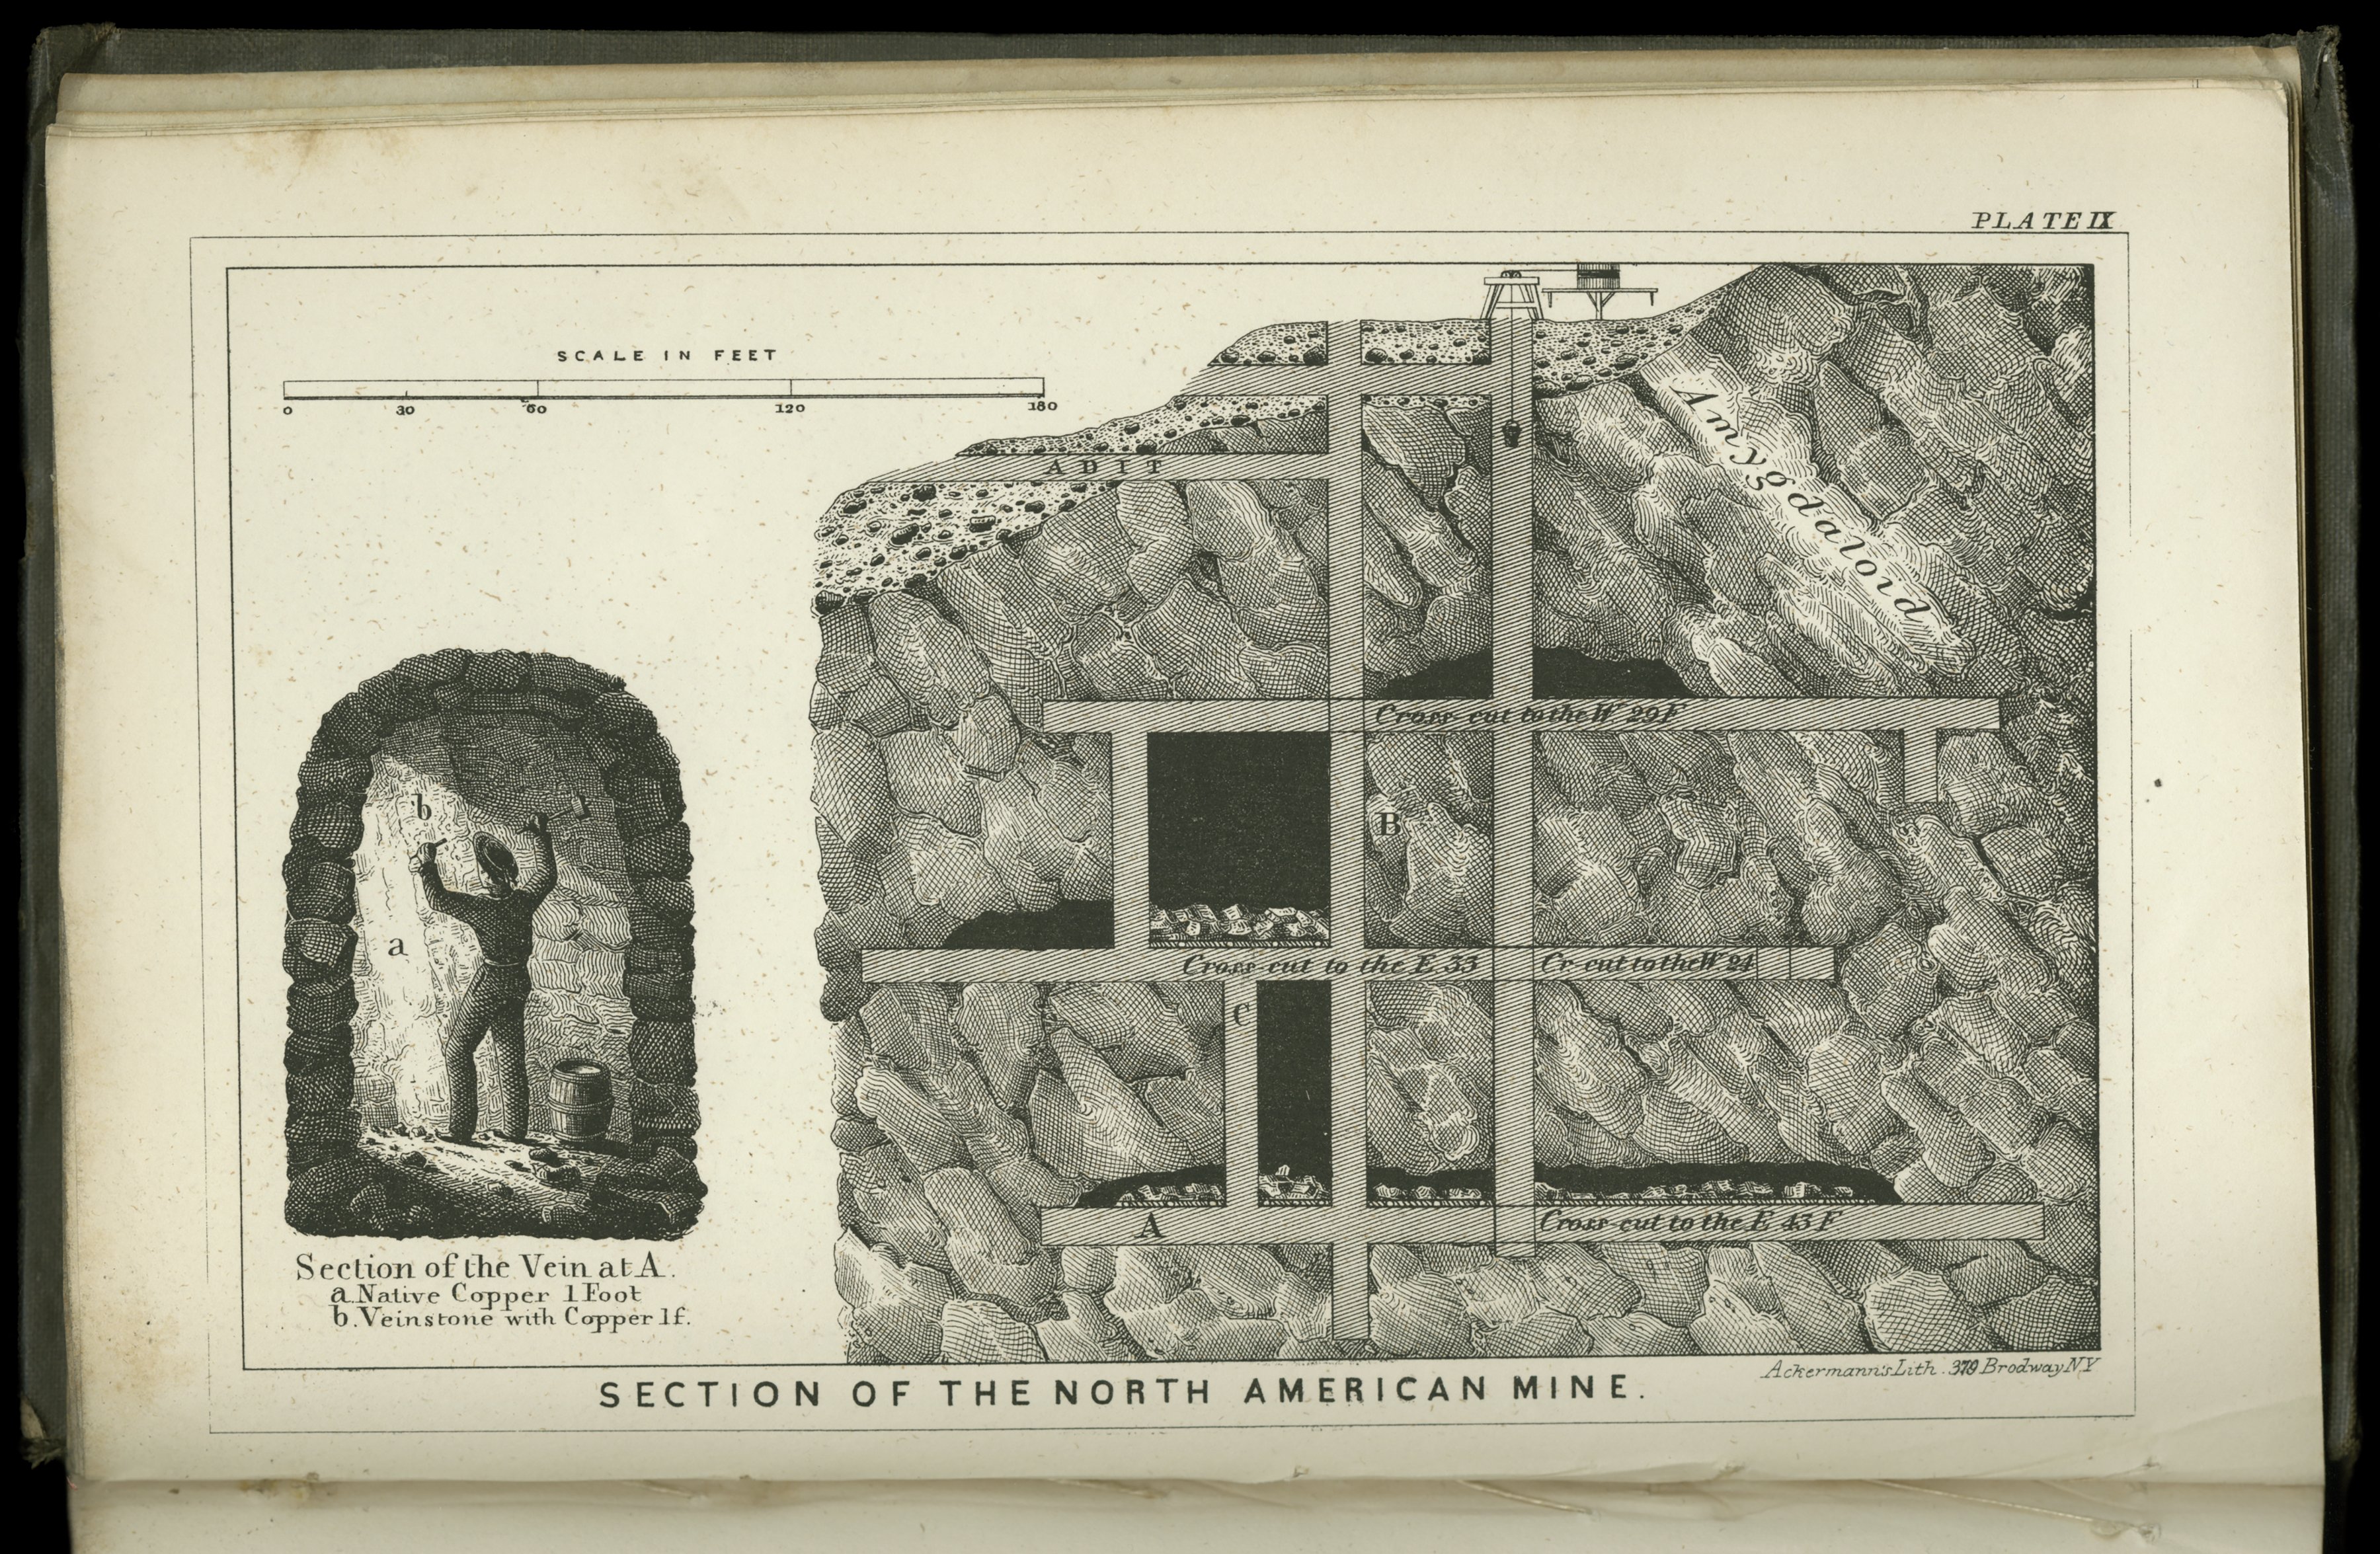 PLATE IX
SCALE IN FEET
0 30 60 120 180
ADIT
Amygdaloid
Cross-cut to the W. 29 F
B
Cross-cut to the E. 33
Cr-cut to the W. 24
C
A
Cross-cut to the E. 43 F
b
a
Section of the Vein at A.
a. Native Copper 1 Foot
b. Veinstone with Copper 1 f.
Ackermann's Lith. 379 Brodway NY
SECTION OF THE NORTH AMERICAN MINE.